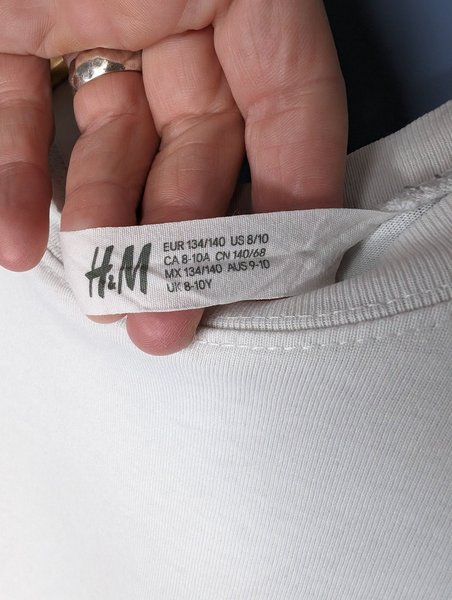 H&M
EUR 134/140 US 8/10
CA 8-10A CN 140/68
MX 134/140 AUS 9-10
UK 8-10Y